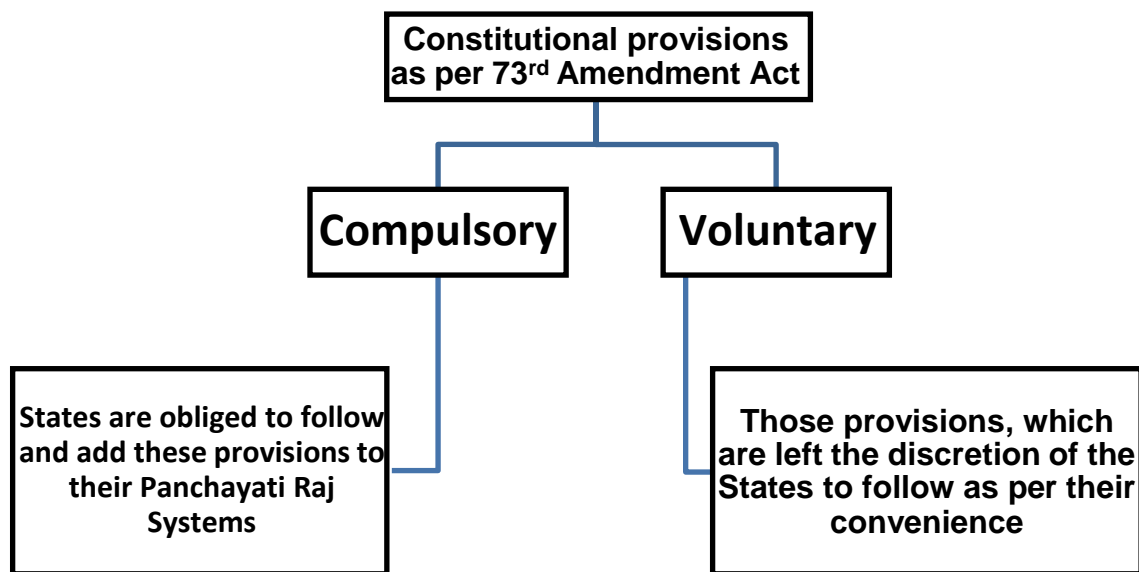 Constitutional provisions
as per 73rd Amendment Act
Compulsory
Voluntary
States are obliged to follow
and add these provisions to
their Panchayati Raj
Systems
Those provisions, which
are left the discretion of the
States to follow as per their
convenience